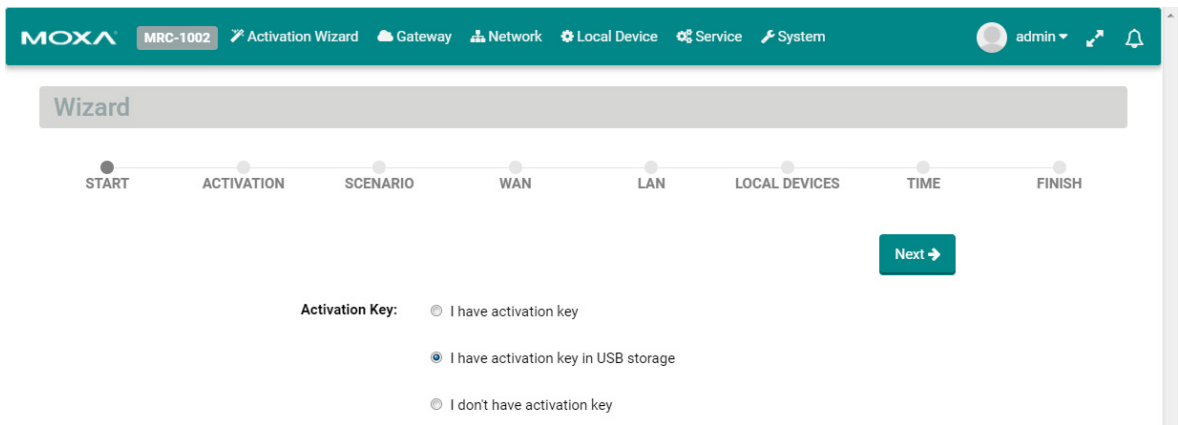 MOXA MRC-1002 Activation Wizard Gateway Network Local Device Service System admin
Wizard
START ACTIVATION SCENARIO WAN LAN LOCAL DEVICES TIME FINISH
Next
Activation Key: I have activation key
I have activation key in USB storage
I don't have activation key